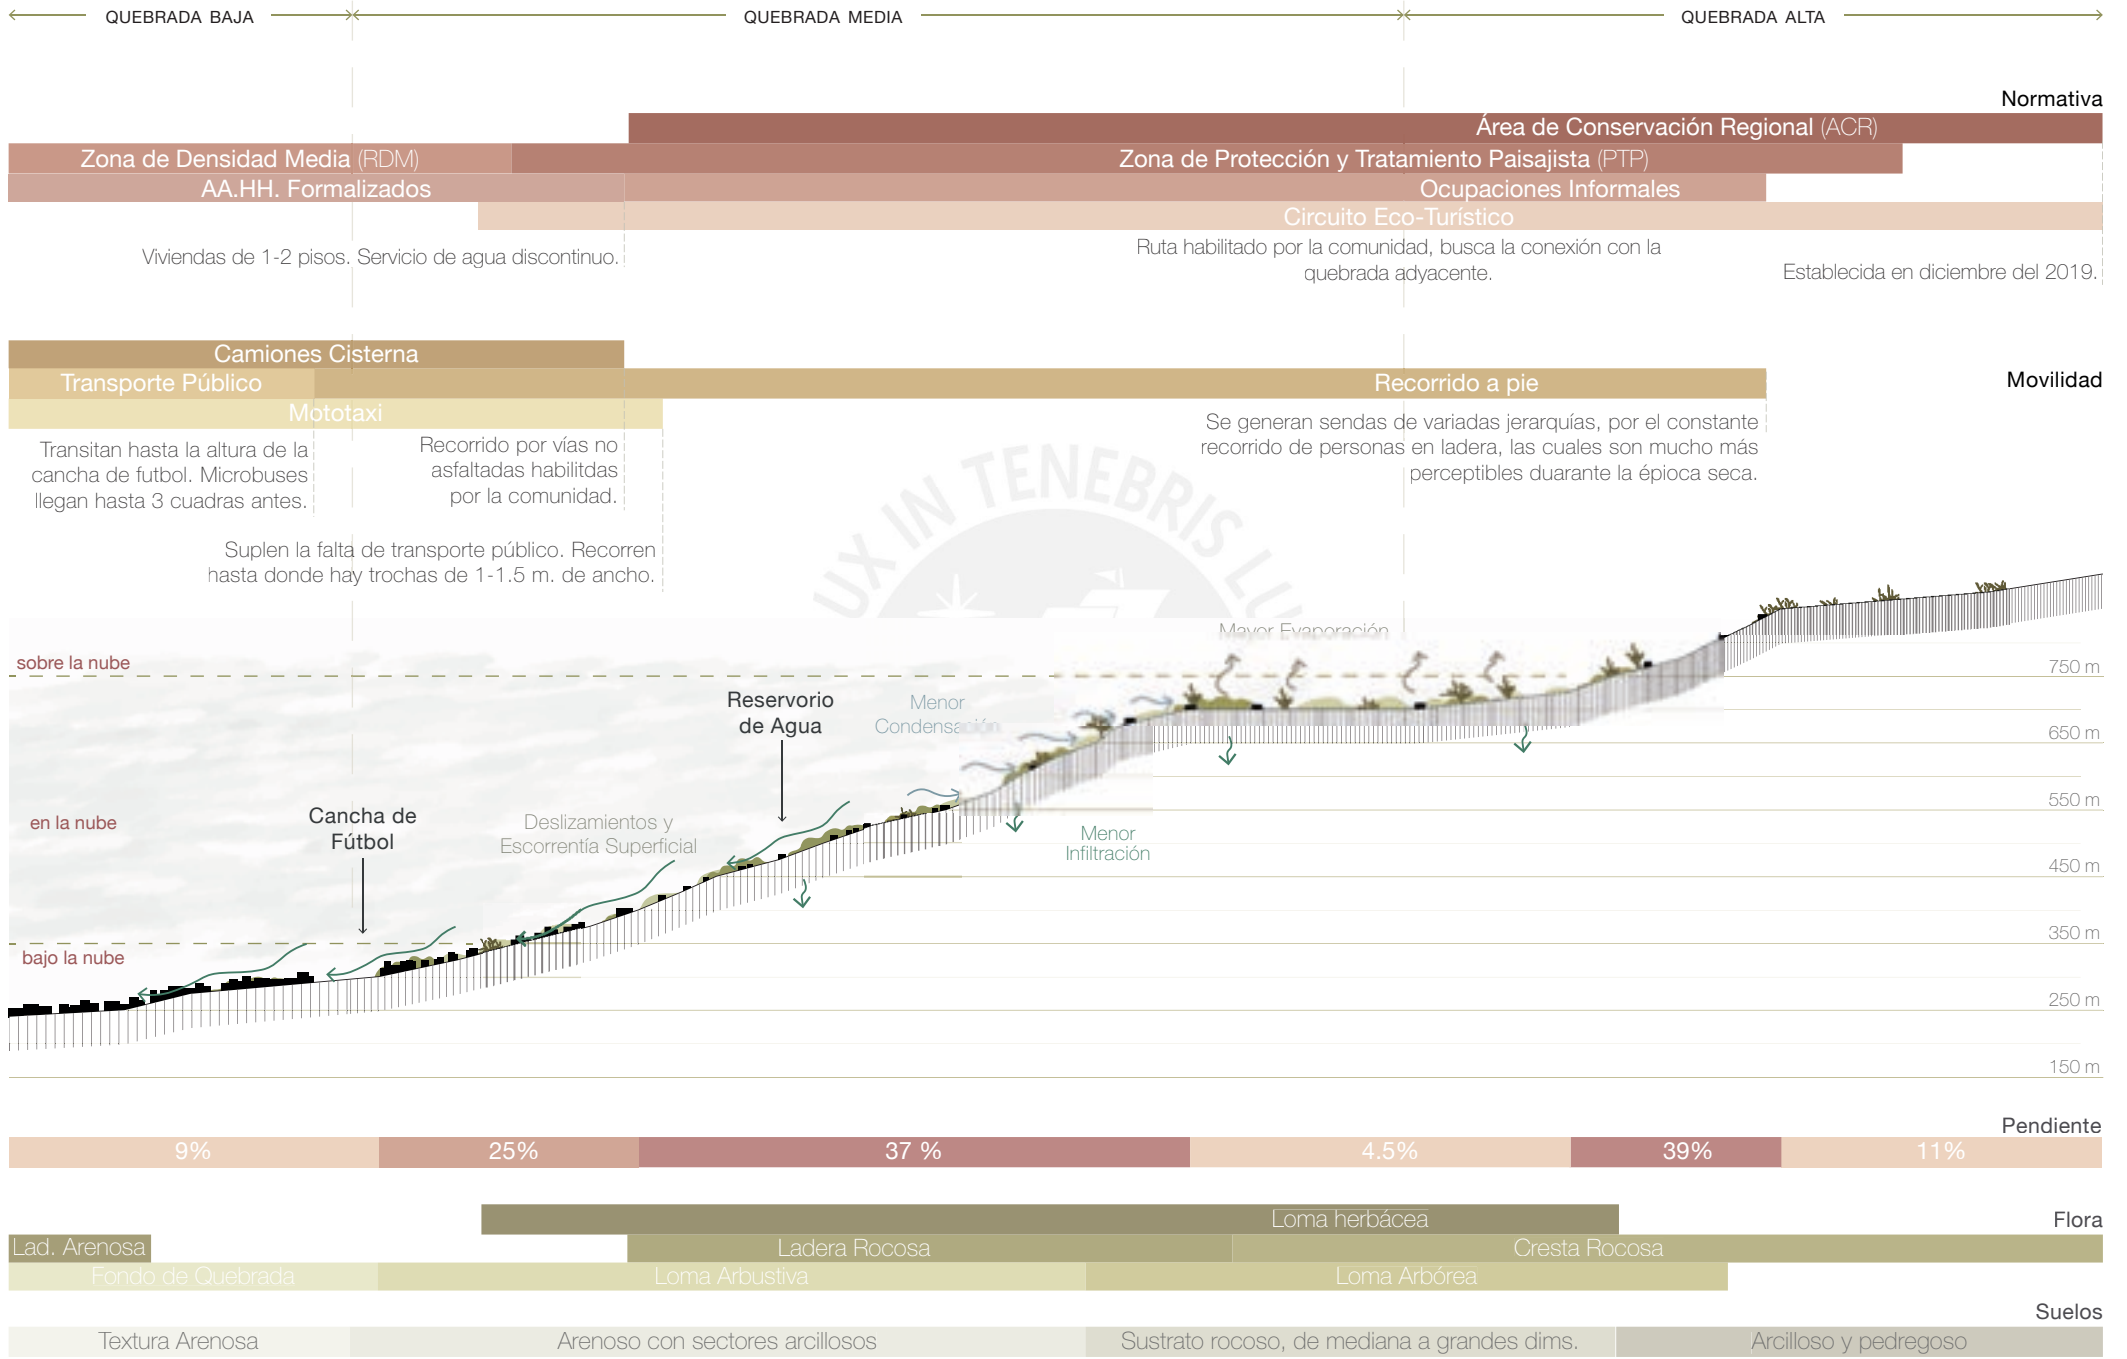 QUEBRADA BAJA
QUEBRADA MEDIA
QUEBRADA ALTA
Normativa
Área de Conservación Regional (ACR)
Zona de Densidad Media (RDM)
Zona de Protección y Tratamiento Paisajista (PTP)
AA.HH. Formalizados
Ocupaciones Informales
Circuito Eco-Turístico
Viviendas de 1-2 pisos. Servicio de agua discontinuo.
Ruta habilitado por la comunidad, busca la conexión con la
quebrada adyacente.
Establecida en diciembre del 2019.
Camiones Cisterna
Transporte Público
Recorrido a pie
Movilidad
Mototaxi
Transitan hasta la altura de la
cancha de futbol. Microbuses
llegan hasta 3 cuadras antes.
Recorrido por vías no
asfaltadas habilitdas
por la comunidad.
Se generan sendas de variadas jerarquías, por el constante
recorrido de personas en ladera, las cuales son mucho más
perceptibles duarante la épioca seca.
Suplen la falta de transporte público. Recorren
hasta donde hay trochas de 1-1.5 m. de ancho.
UX IN TENEBRIS LU
Mayor Evaporación
sobre la nube
750 m
Reservorio
de Agua
Menor
Condensación
650 m
en la nube
Cancha de
Fútbol
Deslizamientos y
Escorrentía Superficial
Menor
Infiltración
550 m
450 m
350 m
bajo la nube
250 m
150 m
Pendiente
9%
25%
37 %
4.5%
39%
11%
Loma herbácea
Flora
Lad. Arenosa
Ladera Rocosa
Cresta Rocosa
Fondo de Quebrada
Loma Arbustiva
Loma Arbórea
Suelos
Textura Arenosa
Arenoso con sectores arcillosos
Sustrato rocoso, de mediana a grandes dims.
Arcilloso y pedregoso